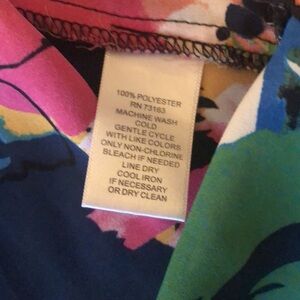 100% POLYESTER
RN 73163
MACHINE WASH
COLD
GENTLE CYCLE
WITH LIKE COLORS
ONLY NON-CHLORINE
BLEACH IF NEEDED
LINE DRY
COOL IRON
IF NECESSARY
OR DRY CLEAN